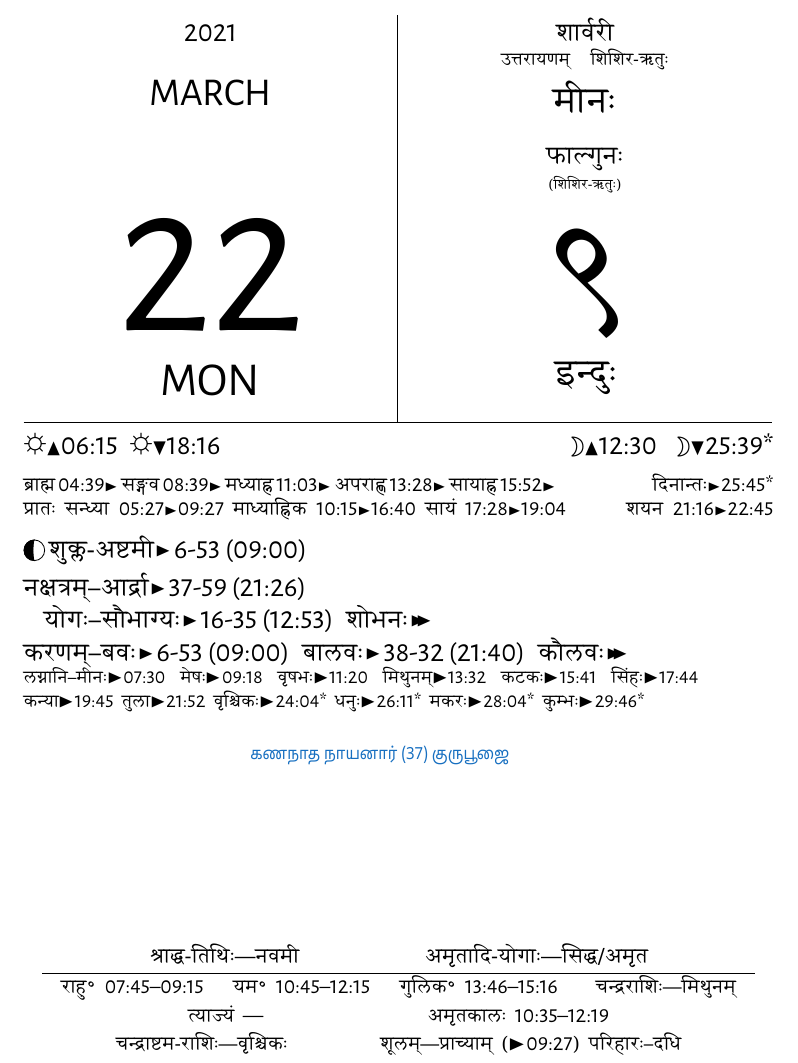 2021
MARCH
22
MON
शार्वरी
उत्तरायणम् शिशिर-ऋतुः
मीनः
फाल्गुनः
(शिशिर-ऋतुः)
९
इन्दुः
☼▲06:15 ☼▼18:16 ☽▲12:30 ☽▼25:39*
ब्राह्म 04:39► सङ्गव 08:39► मध्याह्न 11:03► अपराह्ण 13:28► सायाह्न 15:52► दिनान्तः►25:45*
प्रातः सन्ध्या 05:27►09:27 माध्याह्निक 10:15►16:40 सायं 17:28►19:04 शयन 21:16►22:45
शुक्ल-अष्टमी► 6-53 (09:00)
नक्षत्रम्–आर्द्रा► 37-59 (21:26)
योगः–सौभाग्यः► 16-35 (12:53) शोभनः►►
करणम्–बवः► 6-53 (09:00) बालवः► 38-32 (21:40) कौलवः►►
लग्नानि–मीनः►07:30 मेषः►09:18 वृषभः►11:20 मिथुनम्►13:32 कटकः►15:41 सिंहः►17:44
कन्या►19:45 तुला►21:52 वृश्चिकः►24:04* धनुः►26:11* मकरः►28:04* कुम्भः►29:46*
கணநாத நாயனார் (37) குருபூஜை
श्राद्ध-तिथिः—नवमी अमृतादि-योगाः—सिद्ध/अमृत
राहु° 07:45–09:15 यम° 10:45–12:15 गुलिक° 13:46–15:16 चन्द्रराशिः—मिथुनम्
त्याज्यं — अमृतकालः 10:35–12:19
चन्द्राष्टम-राशिः—वृश्चिकः शूलम्—प्राच्याम् (►09:27) परिहारः–दधि